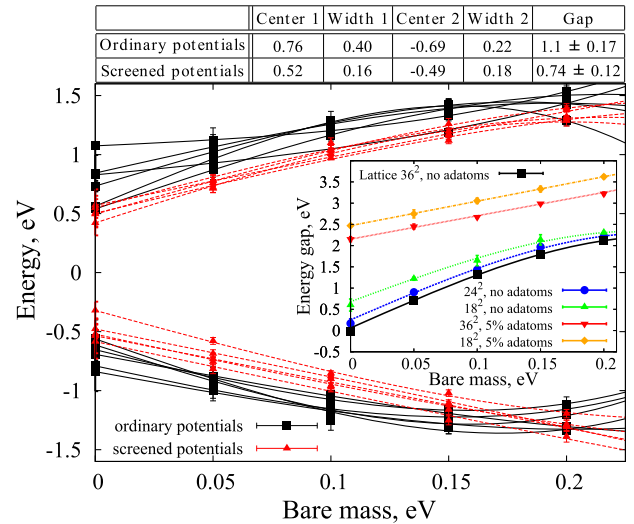 Center 1 Width 1 Center 2 Width 2 Gap
Ordinary potentials 0.76 0.40 -0.69 0.22 1.1 ± 0.17
Screened potentials 0.52 0.16 -0.49 0.18 0.74 ± 0.12
Energy, eV
1.5
1
0.5
0
-0.5
-1
-1.5
0 0.05 0.1 0.15 0.2
Bare mass, eV
ordinary potentials
screened potentials
Lattice 36², no adatoms
Energy gap, eV
3.5
3
2.5
2
1.5
1
0.5
0
-0.5
24², no adatoms
18², no adatoms
36², 5% adatoms
18², 5% adatoms
0 0.05 0.1 0.15 0.2
Bare mass, eV